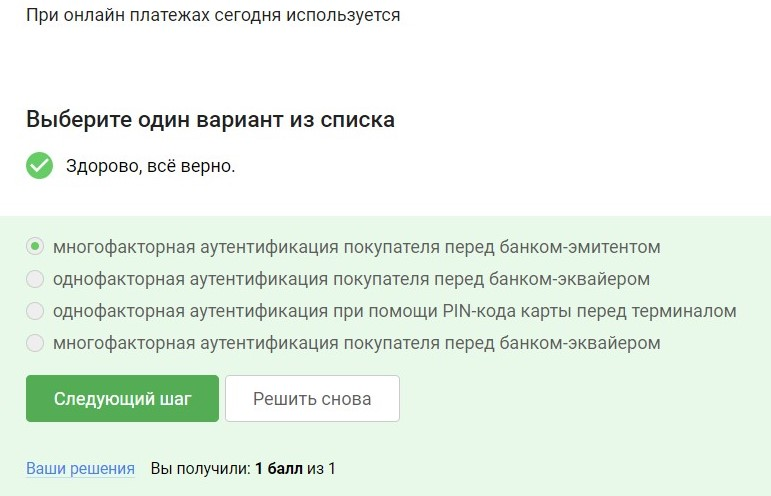 При онлайн платежах сегодня используется
Выберите один вариант из списка
Здорово, всё верно.
многофакторная аутентификация покупателя перед банком-эмитентом
однофакторная аутентификация покупателя перед банком-эквайером
однофакторная аутентификация при помощи PIN-кода карты перед терминалом
многофакторная аутентификация покупателя перед банком-эквайером
Следующий шаг Решить снова
Ваши решения Вы получили: 1 балл из 1